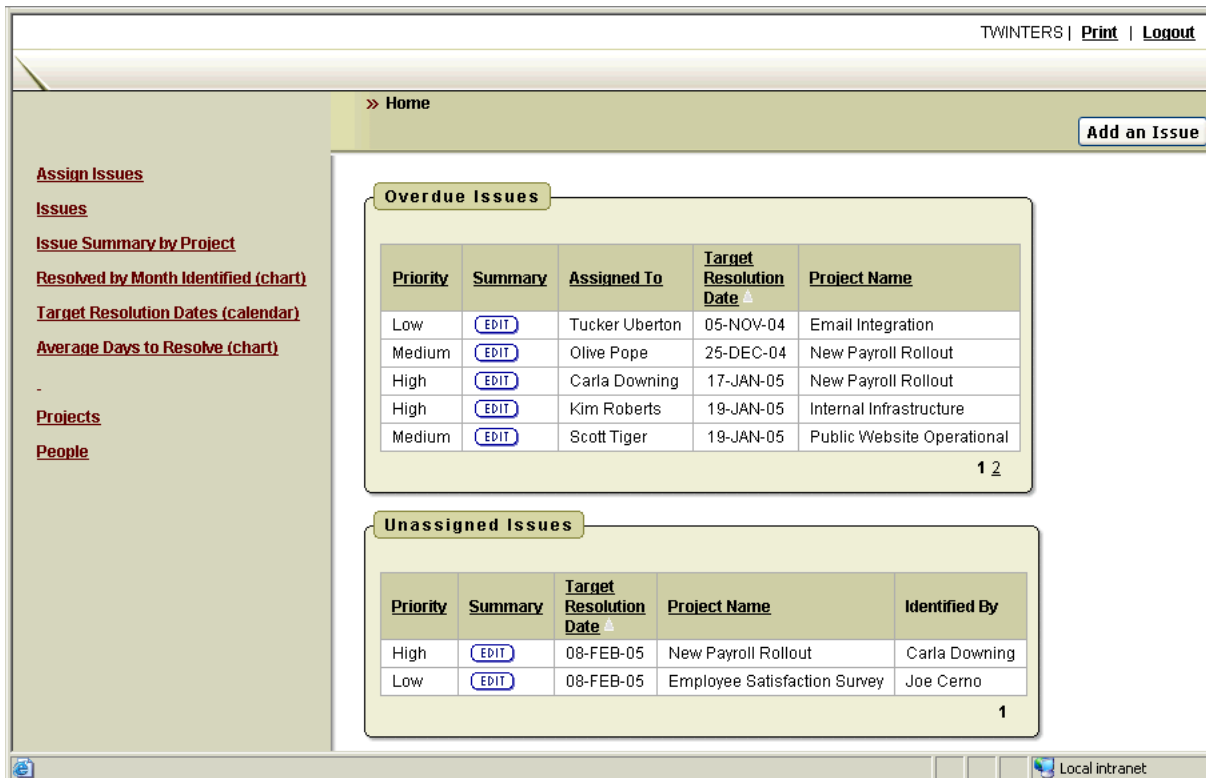 TWINTERS | Print | Logout
» Home
Add an Issue
Assign Issues
Issues
Issue Summary by Project
Resolved by Month Identified (chart)
Target Resolution Dates (calendar)
Average Days to Resolve (chart)
-
Projects
People
Overdue Issues
Priority Summary Assigned To Target Resolution Date Project Name
Low EDIT Tucker Uberton 05-NOV-04 Email Integration
Medium EDIT Olive Pope 25-DEC-04 New Payroll Rollout
High EDIT Carla Downing 17-JAN-05 New Payroll Rollout
High EDIT Kim Roberts 19-JAN-05 Internal Infrastructure
Medium EDIT Scott Tiger 19-JAN-05 Public Website Operational
1 2
Unassigned Issues
Priority Summary Target Resolution Date Project Name Identified By
High EDIT 08-FEB-05 New Payroll Rollout Carla Downing
Low EDIT 08-FEB-05 Employee Satisfaction Survey Joe Cerno
1
Local intranet